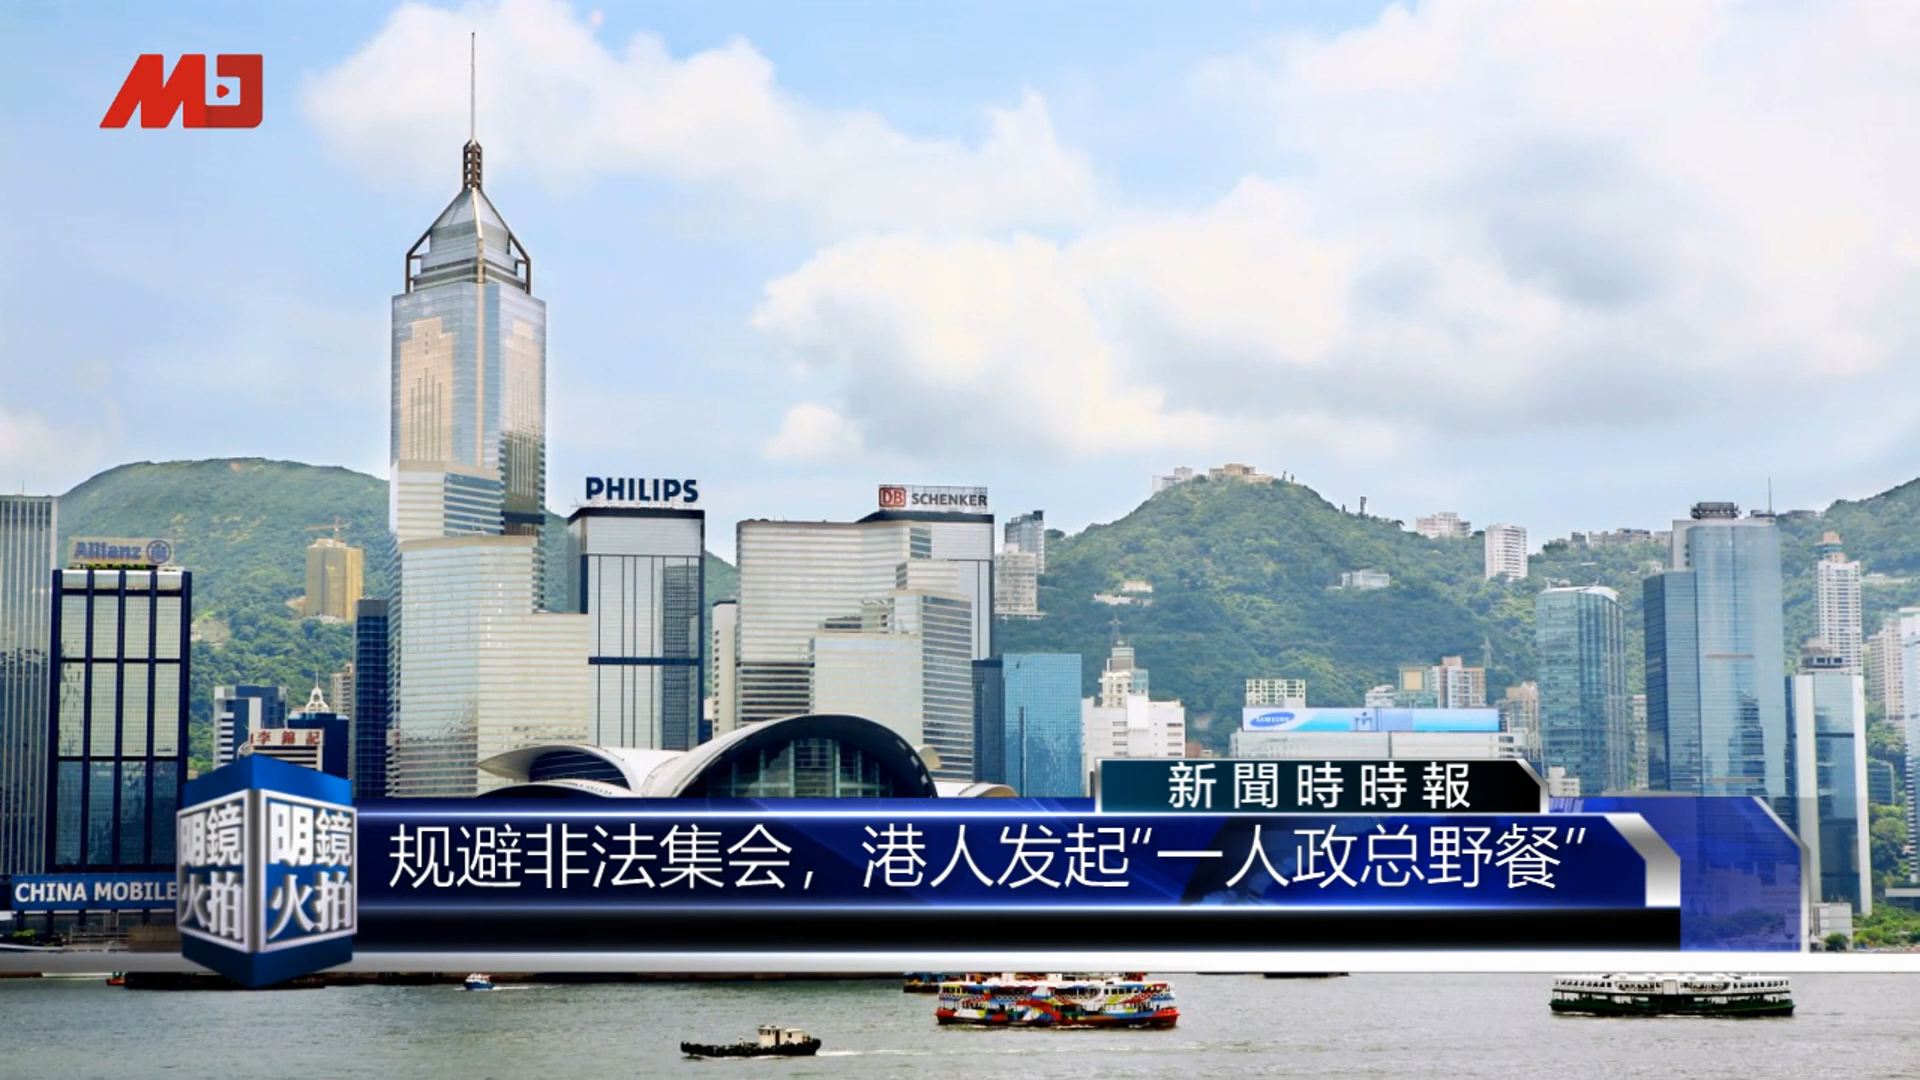 MJ
PHILIPS
DB SCHENKER
Allianz
SAMSUNG
李錦記
新聞時時報
规避非法集会，港人发起“一人政总野餐”
CHINA MOBILE
明鏡
火拍
明鏡
火拍